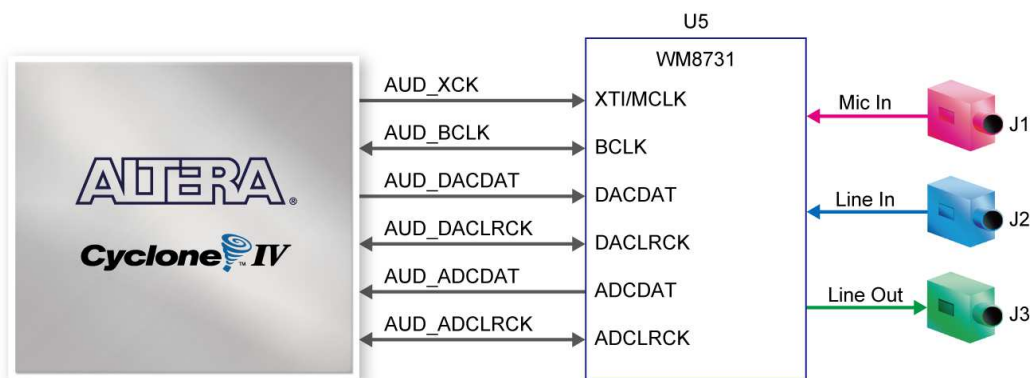 U5
WM8731
AUD_XCK
XTI/MCLK
Mic In
J1
AUD_BCLK
BCLK
AUD_DACDAT
DACDAT
Line In
J2
ALTERA®
Cyclone™ IV
AUD_DACLRCK
DACLRCK
AUD_ADCDAT
ADCDAT
Line Out
J3
AUD_ADCLRCK
ADCLRCK